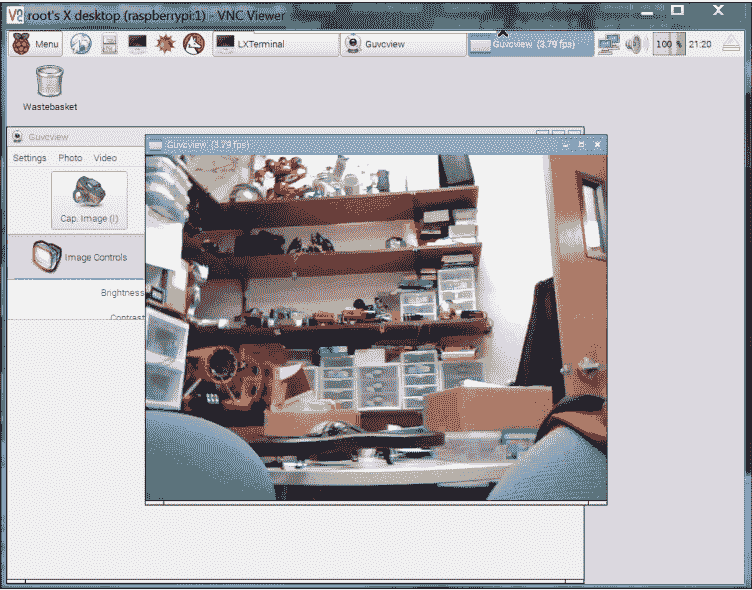 root's X desktop (raspberrypi:1) - VNC Viewer
Menu LXTerminal Guvcview Guvcview (3.79 fps) 100 % 21:20
Wastebasket
Guvcview
Guvcview (3.79 fps)
Settings Photo Video
Cap. Image (I)
Image Controls
Brightness
Contrast